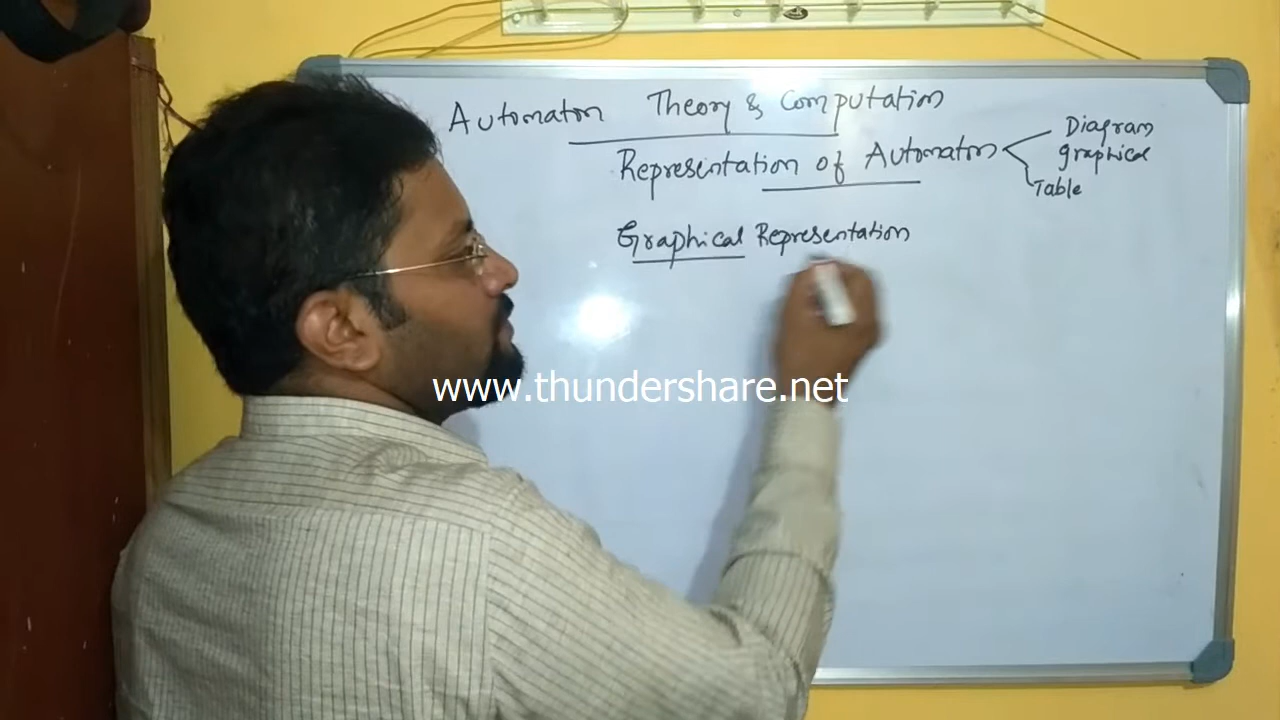 Automaton Theory & Computation
Representation of Automaton
Diagram
graphical
Table
Graphical Representation
www.thundershare.net